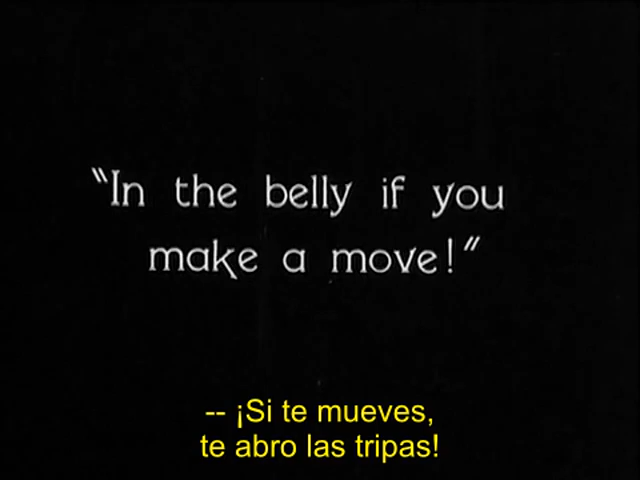 “In the belly if you
make a move!”
-- ¡Si te mueves,
te abro las tripas!